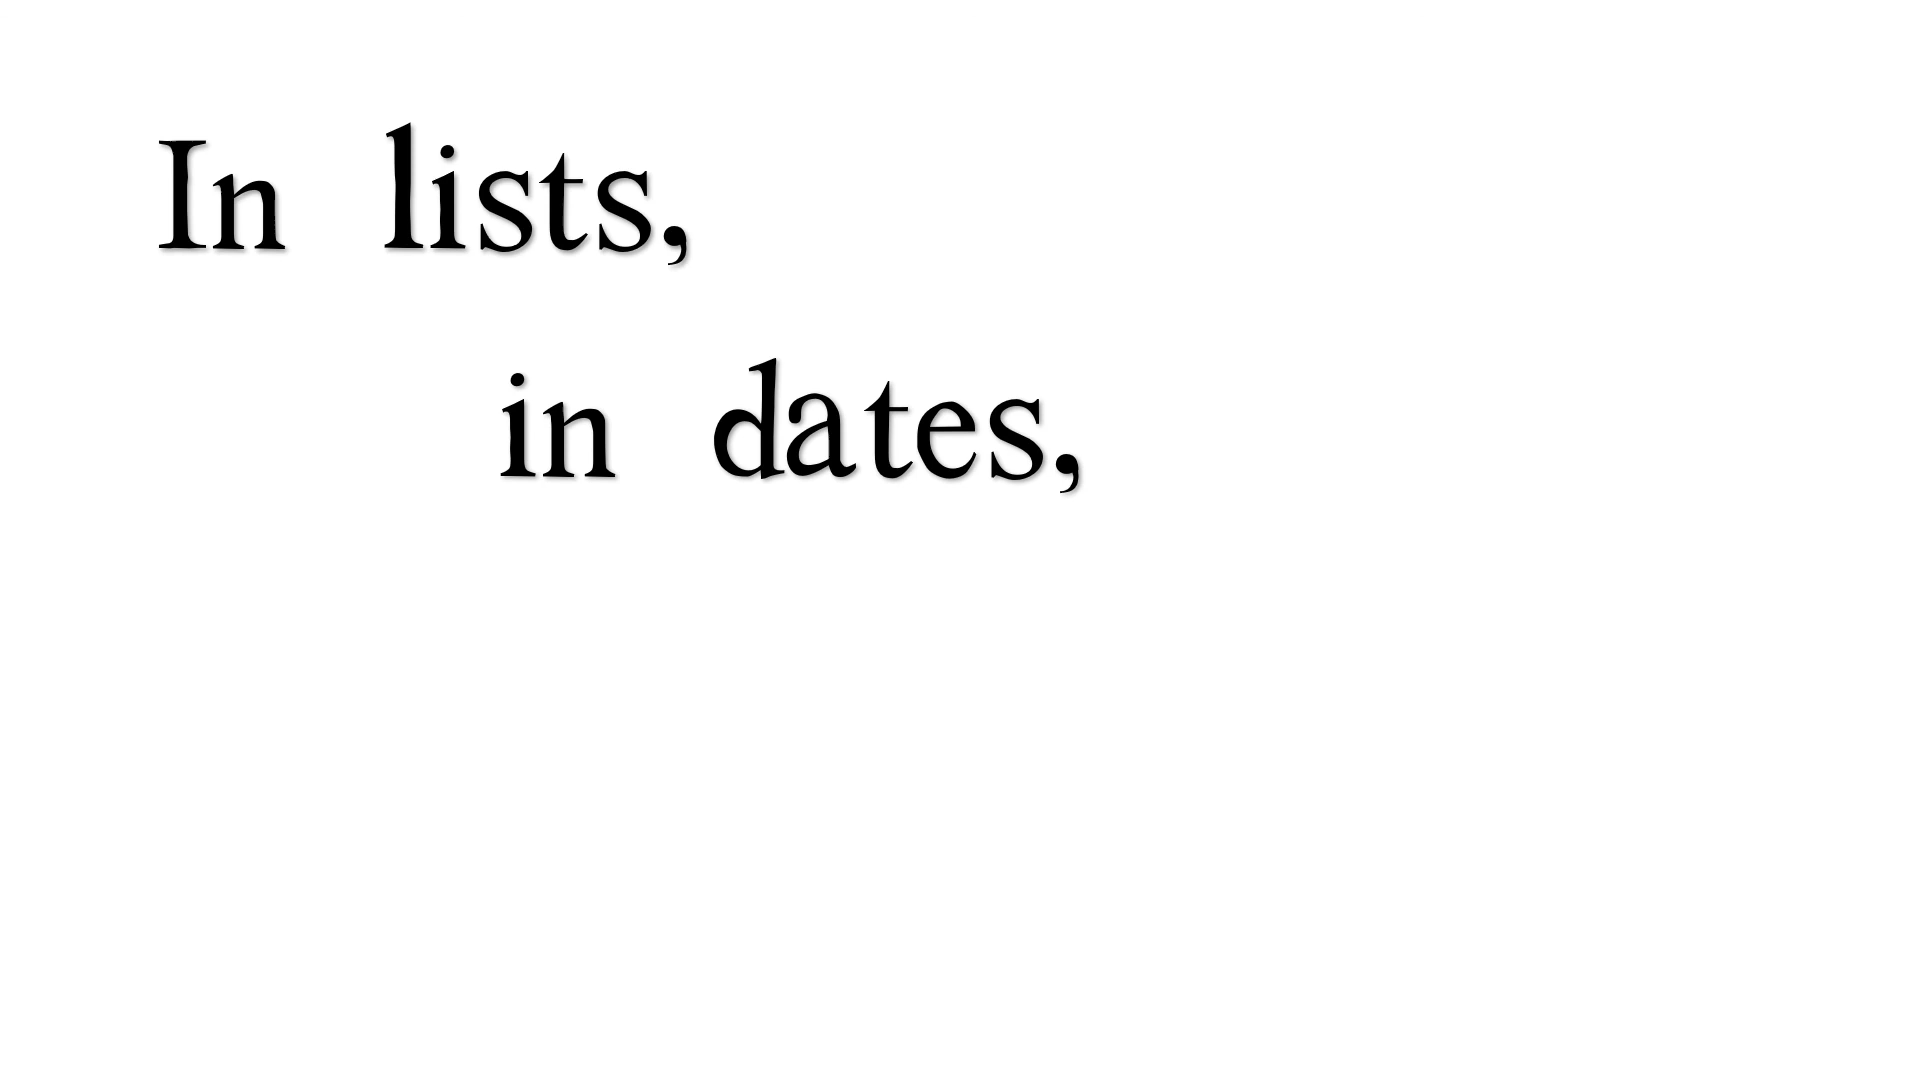 In lists,
in dates,